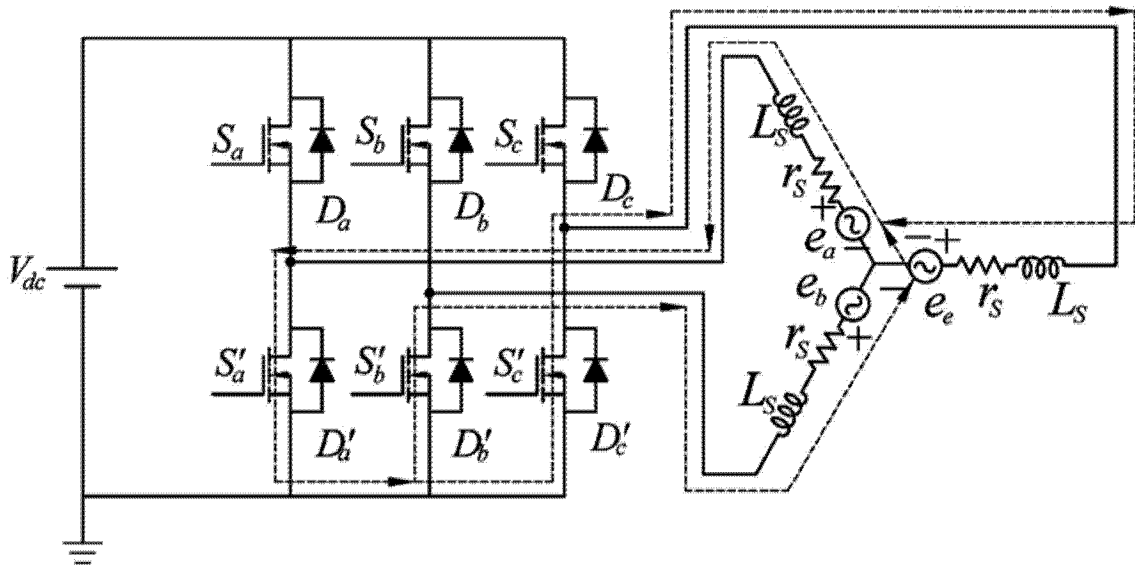 S_a
S_b
S_c
L_S
r_S
+
D_a
D_b
D_c
e_a
−
− +
V_dc
e_b
−
e_e
r_S
L_S
S'_a
S'_b
S'_c
r_S
+
L_S
D'_a
D'_b
D'_c